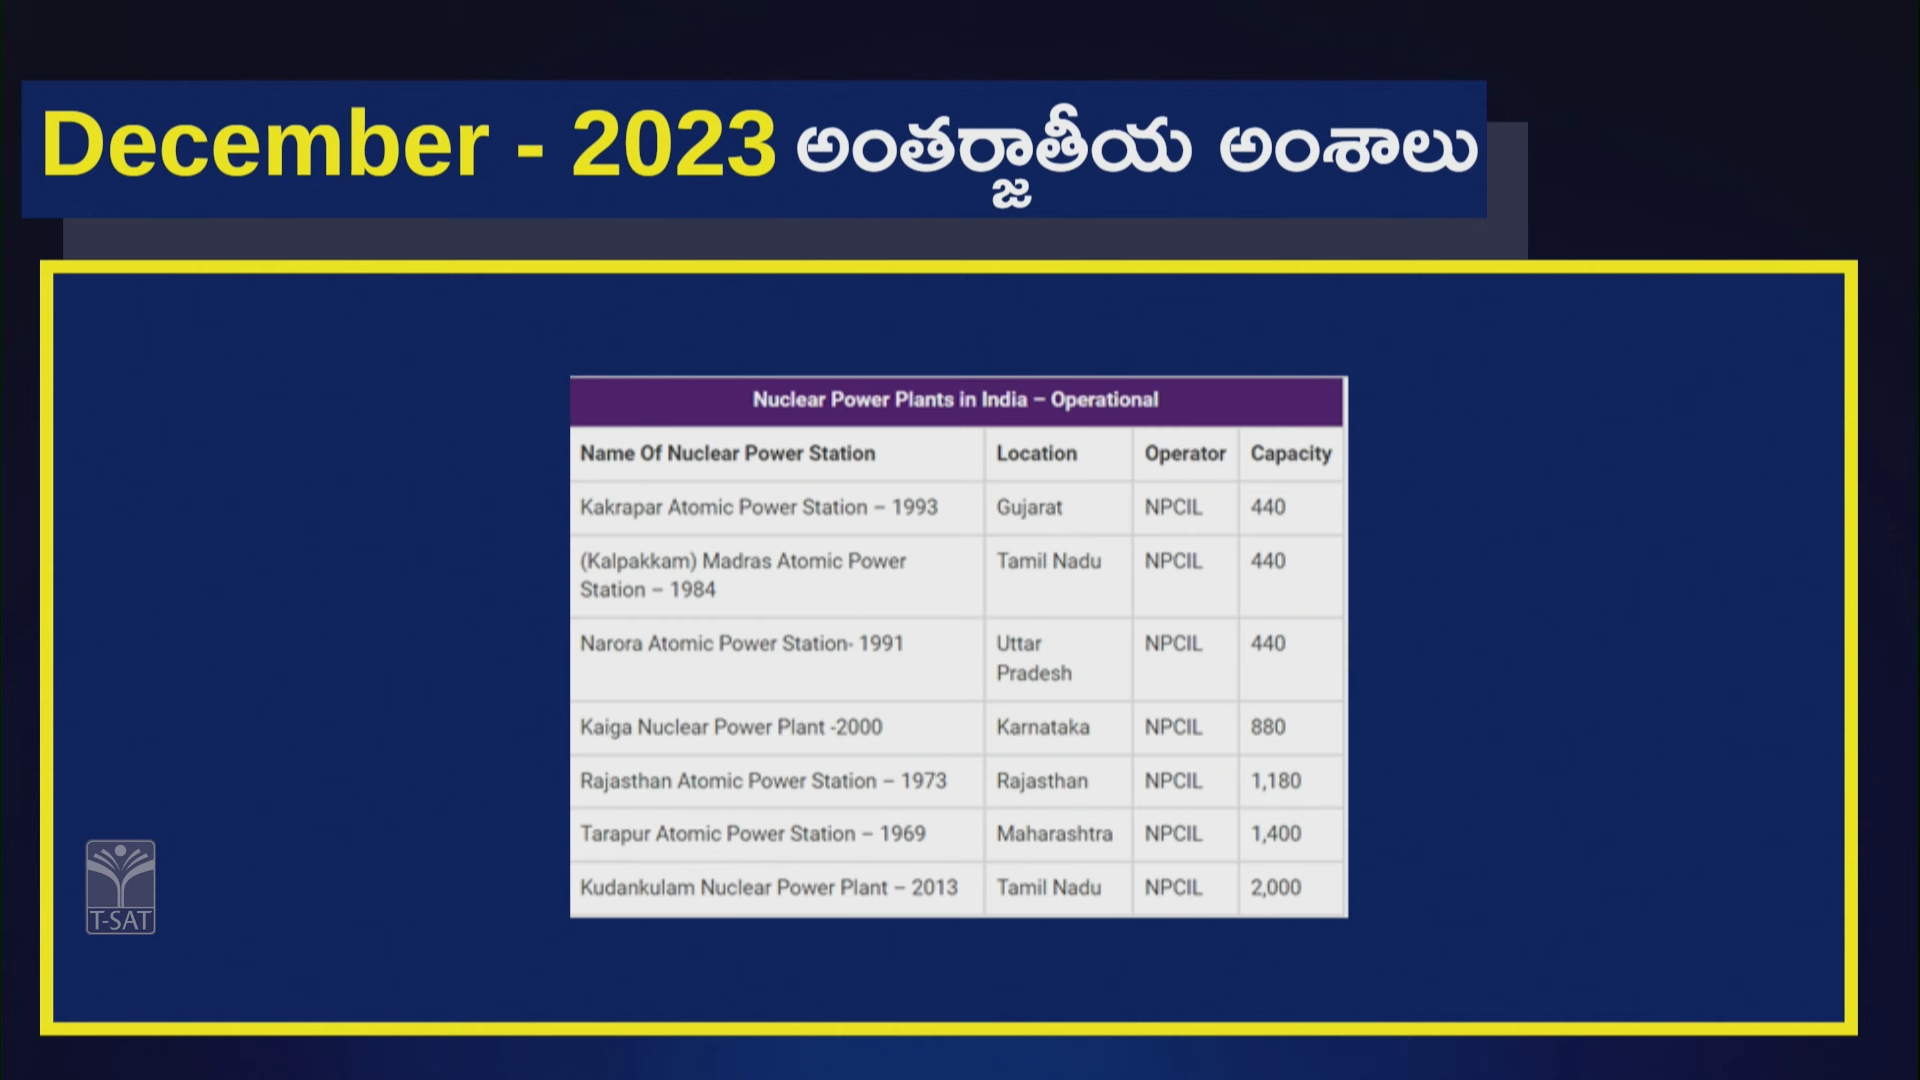 December - 2023 అంతర్జాతీయ అంశాలు
Nuclear Power Plants in India – Operational
Name Of Nuclear Power Station Location Operator Capacity
Kakrapar Atomic Power Station – 1993 Gujarat NPCIL 440
(Kalpakkam) Madras Atomic Power Tamil Nadu NPCIL 440
Station – 1984
Narora Atomic Power Station- 1991 Uttar NPCIL 440
Pradesh
Kaiga Nuclear Power Plant -2000 Karnataka NPCIL 880
Rajasthan Atomic Power Station – 1973 Rajasthan NPCIL 1,180
Tarapur Atomic Power Station – 1969 Maharashtra NPCIL 1,400
Kudankulam Nuclear Power Plant – 2013 Tamil Nadu NPCIL 2,000
T-SAT